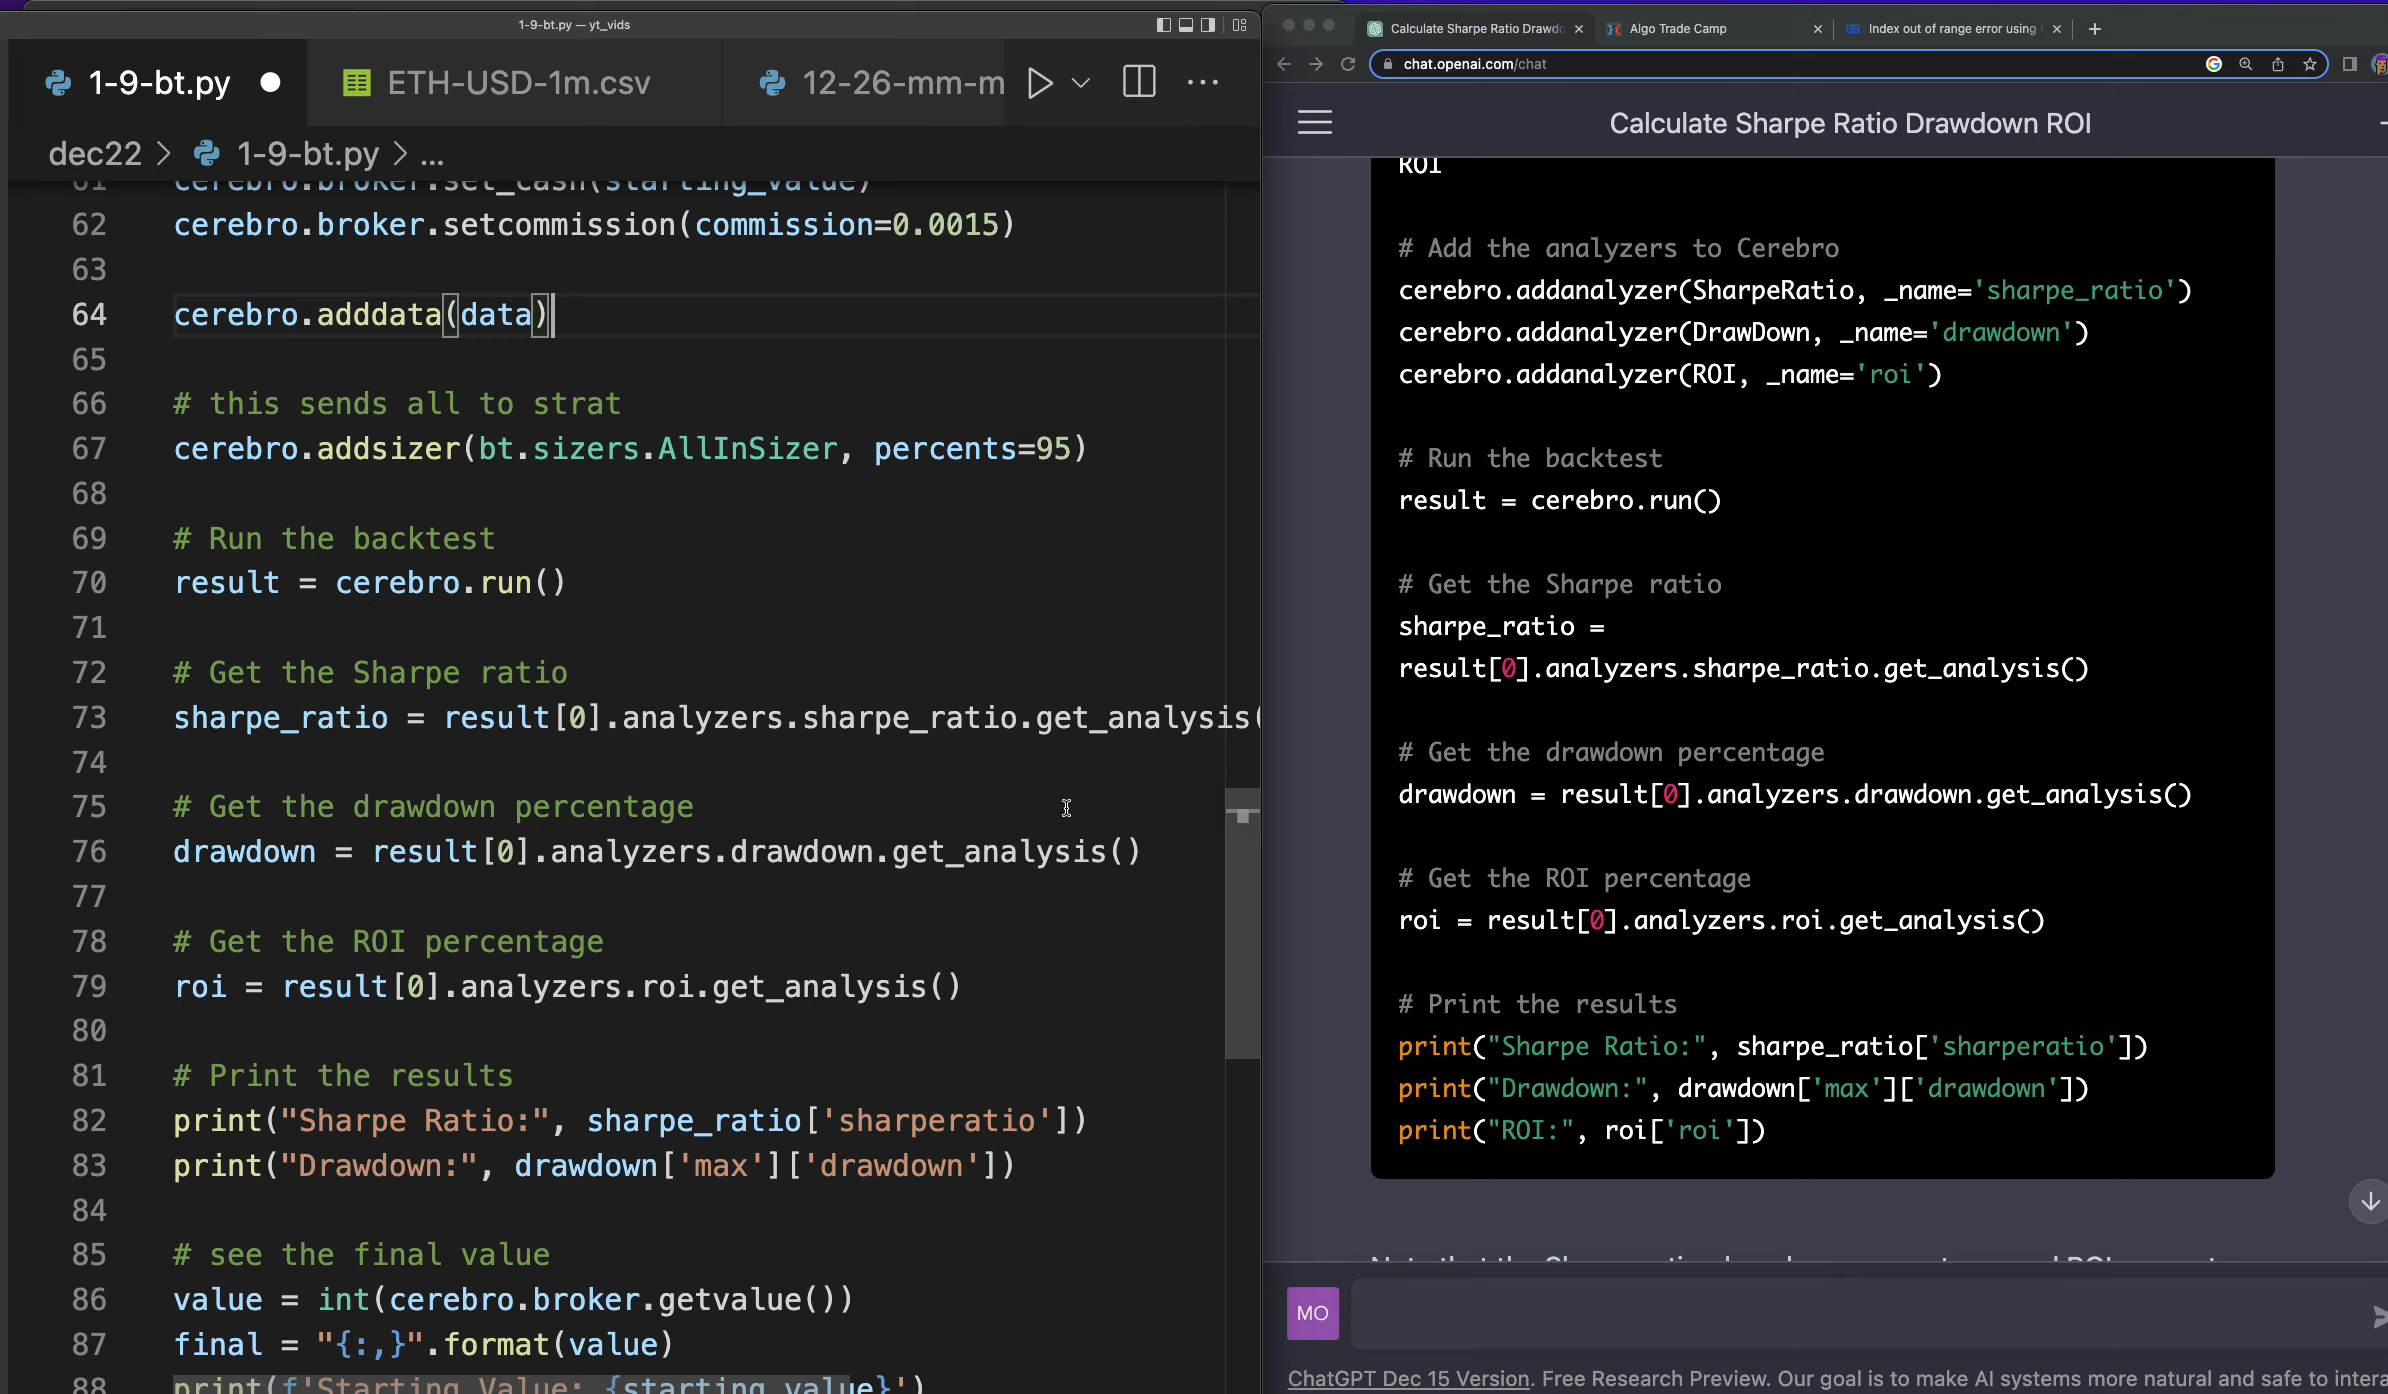 1-9-bt.py — yt_vids
1-9-bt.py
ETH-USD-1m.csv
12-26-mm-m
dec22 > 1-9-bt.py > ...
61 cerebro.broker.set_cash(starting_value)
62 cerebro.broker.setcommission(commission=0.0015)
63
64 cerebro.adddata(data)
65
66 # this sends all to strat
67 cerebro.addsizer(bt.sizers.AllInSizer, percents=95)
68
69 # Run the backtest
70 result = cerebro.run()
71
72 # Get the Sharpe ratio
73 sharpe_ratio = result[0].analyzers.sharpe_ratio.get_analysis(
74
75 # Get the drawdown percentage
76 drawdown = result[0].analyzers.drawdown.get_analysis()
77
78 # Get the ROI percentage
79 roi = result[0].analyzers.roi.get_analysis()
80
81 # Print the results
82 print("Sharpe Ratio:", sharpe_ratio['sharperatio'])
83 print("Drawdown:", drawdown['max']['drawdown'])
84
85 # see the final value
86 value = int(cerebro.broker.getvalue())
87 final = "{:,}".format(value)
88 print(f'Starting Value: {starting_value}')
Calculate Sharpe Ratio Drawdo
Algo Trade Camp
Index out of range error using
chat.openai.com/chat
Calculate Sharpe Ratio Drawdown ROI
ROI
# Add the analyzers to Cerebro
cerebro.addanalyzer(SharpeRatio, _name='sharpe_ratio')
cerebro.addanalyzer(DrawDown, _name='drawdown')
cerebro.addanalyzer(ROI, _name='roi')
# Run the backtest
result = cerebro.run()
# Get the Sharpe ratio
sharpe_ratio =
result[0].analyzers.sharpe_ratio.get_analysis()
# Get the drawdown percentage
drawdown = result[0].analyzers.drawdown.get_analysis()
# Get the ROI percentage
roi = result[0].analyzers.roi.get_analysis()
# Print the results
print("Sharpe Ratio:", sharpe_ratio['sharperatio'])
print("Drawdown:", drawdown['max']['drawdown'])
print("ROI:", roi['roi'])
MO
ChatGPT Dec 15 Version. Free Research Preview. Our goal is to make AI systems more natural and safe to intera